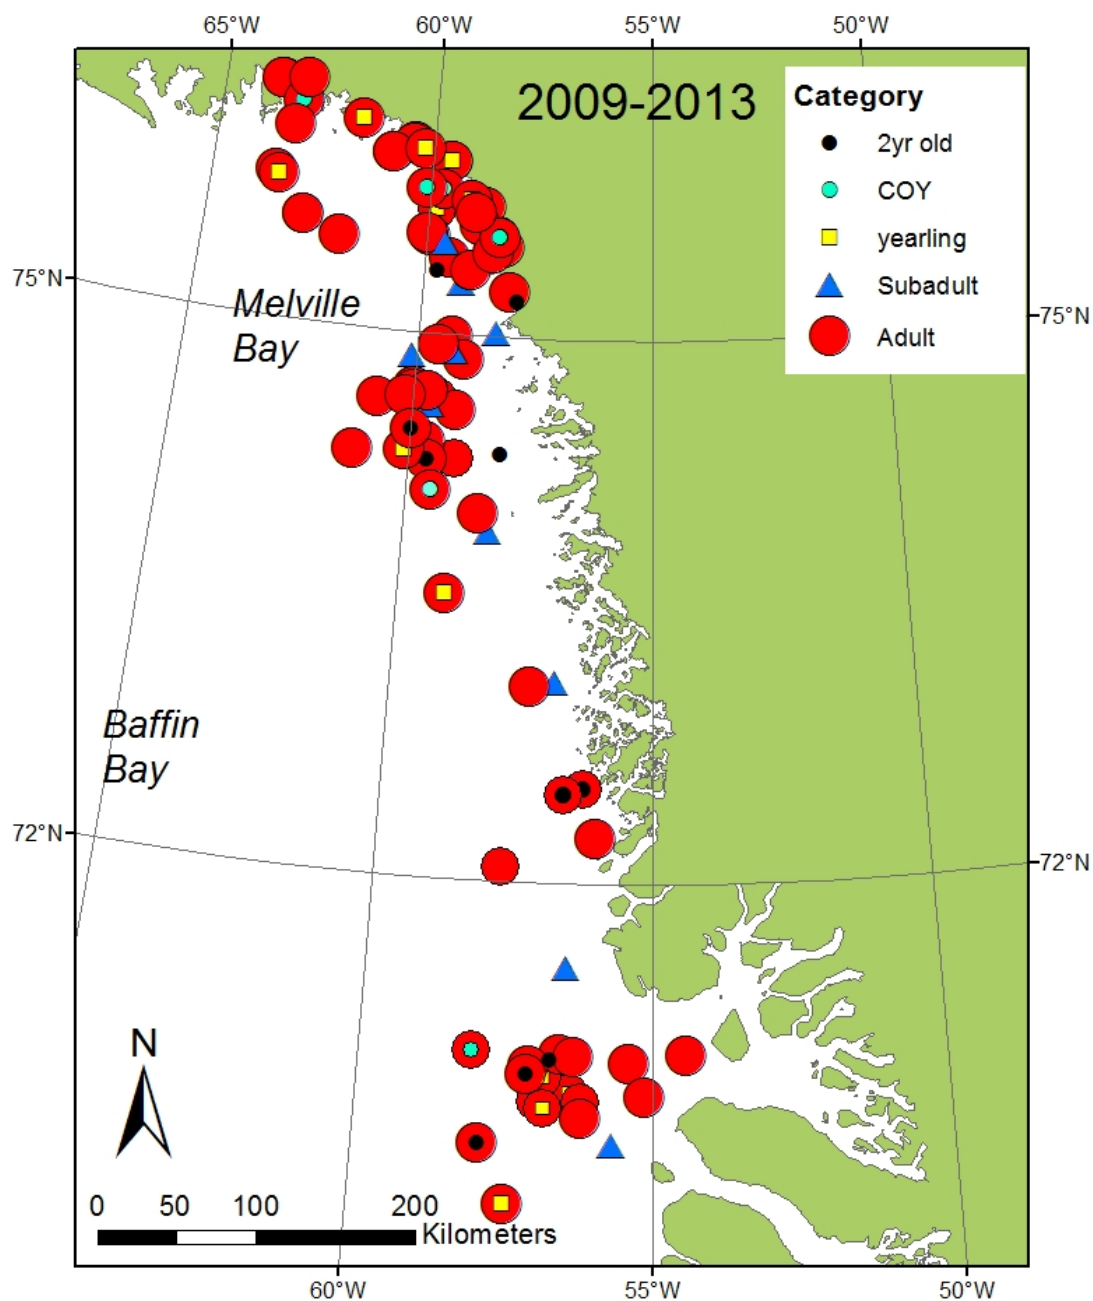 65°W 60°W 55°W 50°W
2009-2013
Category
2yr old
COY
yearling
Subadult
Adult
75°N
75°N
Melville
Bay
Baffin
Bay
72°N
72°N
N
0 50 100 200
Kilometers
60°W 55°W 50°W